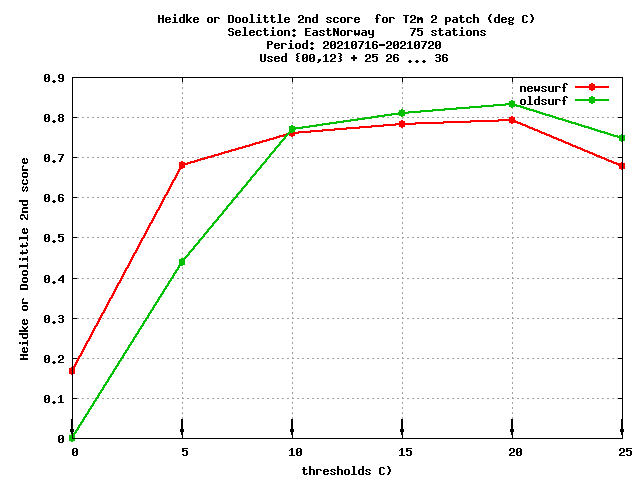 Heidke or Doolittle 2nd score  for T2m 2 patch (deg C)
Selection: EastNorway     75 stations
Period: 20210716-20210720
Used {00,12} + 25 26 ... 36
newsurf
oldsurf
0.9
0.8
0.7
0.6
0.5
0.4
0.3
0.2
0.1
0
Heidke or Doolittle 2nd score
0 5 10 15 20 25
thresholds C)